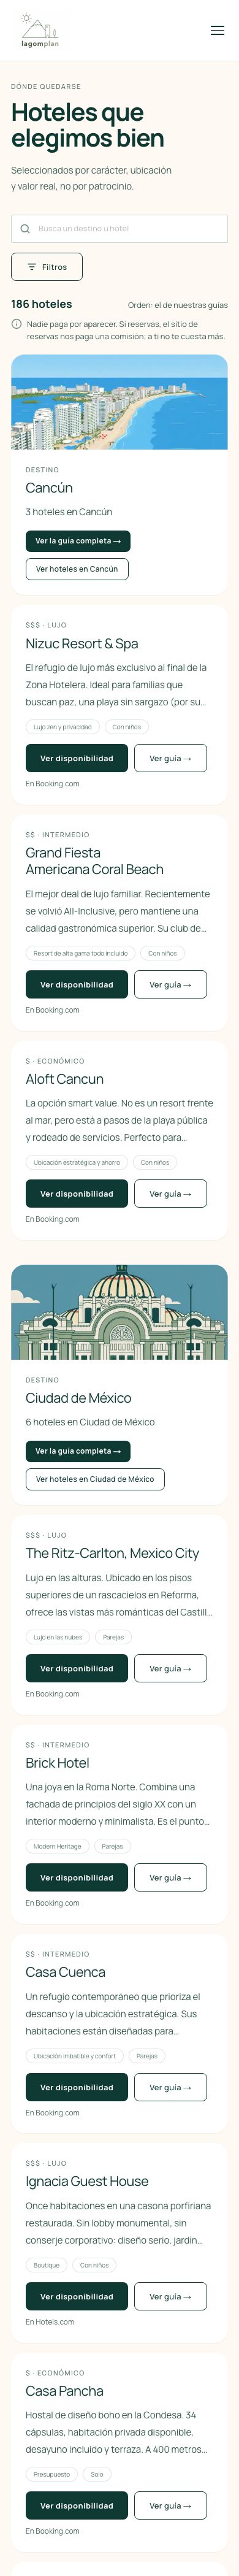 lagomplan
DÓNDE QUEDARSE
Hoteles que
elegimos bien
Seleccionados por carácter, ubicación
y valor real, no por patrocinio.
Busca un destino u hotel
Filtros
186 hoteles
Orden: el de nuestras guías
Nadie paga por aparecer. Si reservas, el sitio de
reservas nos paga una comisión; a ti no te cuesta más.
DESTINO
Cancún
3 hoteles en Cancún
Ver la guía completa →
Ver hoteles en Cancún
$$$ · LUJO
Nizuc Resort & Spa
El refugio de lujo más exclusivo al final de la
Zona Hotelera. Ideal para familias que
buscan paz, una playa sin sargazo (por su…
Lujo zen y privacidad
Con niños
Ver disponibilidad
Ver guía →
En Booking.com
$$ · INTERMEDIO
Grand Fiesta
Americana Coral Beach
El mejor deal de lujo familiar. Recientemente
se volvió All-Inclusive, pero mantiene una
calidad gastronómica superior. Su club de…
Resort de alta gama todo incluido
Con niños
Ver disponibilidad
Ver guía →
En Booking.com
$ · ECONÓMICO
Aloft Cancun
La opción smart value. No es un resort frente
al mar, pero está a pasos de la playa pública
y rodeado de servicios. Perfecto para…
Ubicación estratégica y ahorro
Con niños
Ver disponibilidad
Ver guía →
En Booking.com
DESTINO
Ciudad de México
6 hoteles en Ciudad de México
Ver la guía completa →
Ver hoteles en Ciudad de México
$$$ · LUJO
The Ritz-Carlton, Mexico City
Lujo en las alturas. Ubicado en los pisos
superiores de un rascacielos en Reforma,
ofrece las vistas más románticas del Castill…
Lujo en las nubes
Parejas
Ver disponibilidad
Ver guía →
En Booking.com
$$ · INTERMEDIO
Brick Hotel
Una joya en la Roma Norte. Combina una
fachada de principios del siglo XX con un
interior moderno y minimalista. Es el punto…
Modern Heritage
Parejas
Ver disponibilidad
Ver guía →
En Booking.com
$$ · INTERMEDIO
Casa Cuenca
Un refugio contemporáneo que prioriza el
descanso y la ubicación estratégica. Sus
habitaciones están diseñadas para…
Ubicación imbatible y confort
Parejas
Ver disponibilidad
Ver guía →
En Booking.com
$$$ · LUJO
Ignacia Guest House
Once habitaciones en una casona porfiriana
restaurada. Sin lobby monumental, sin
conserje corporativo: diseño serio, jardín…
Boutique
Con niños
Ver disponibilidad
Ver guía →
En Hotels.com
$ · ECONÓMICO
Casa Pancha
Hostal de diseño boho en la Condesa. 34
cápsulas, habitación privada disponible,
desayuno incluido y terraza. A 400 metros…
Presupuesto
Solo
Ver disponibilidad
Ver guía →
En Booking.com